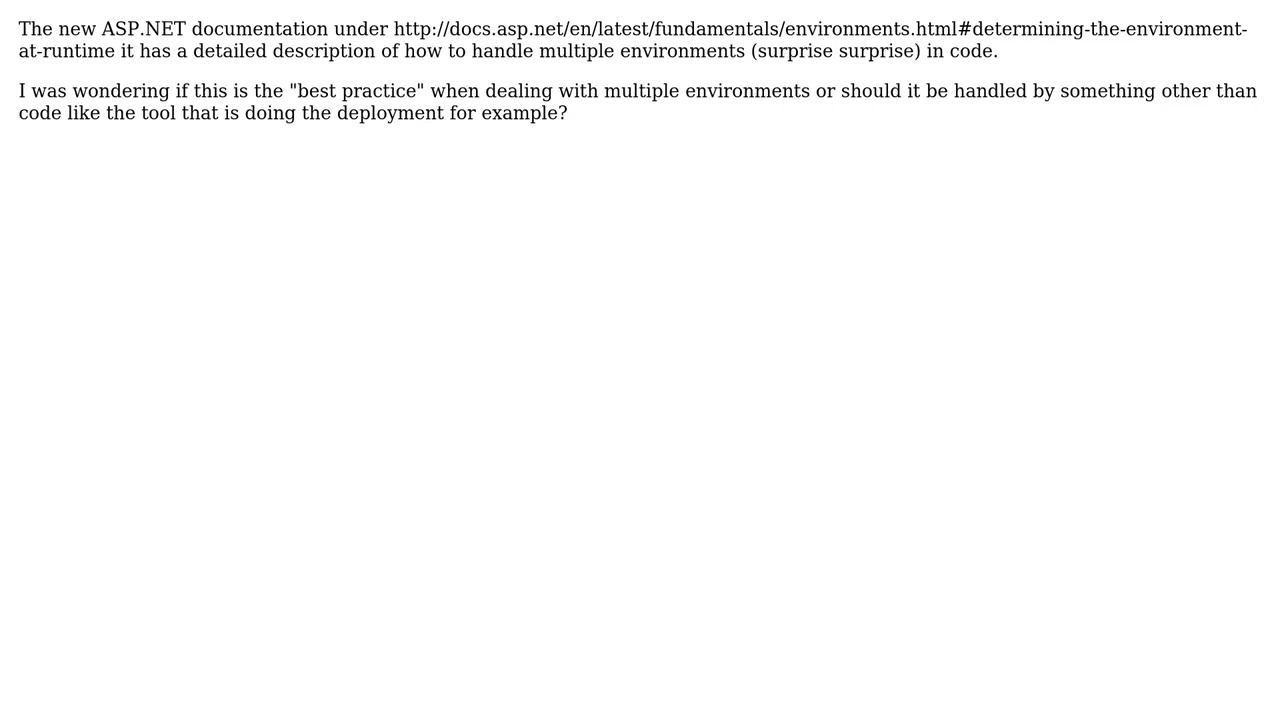 The new ASP.NET documentation under http://docs.asp.net/en/latest/fundamentals/environments.html#determining-the-environment-
at-runtime it has a detailed description of how to handle multiple environments (surprise surprise) in code.
I was wondering if this is the "best practice" when dealing with multiple environments or should it be handled by something other than
code like the tool that is doing the deployment for example?